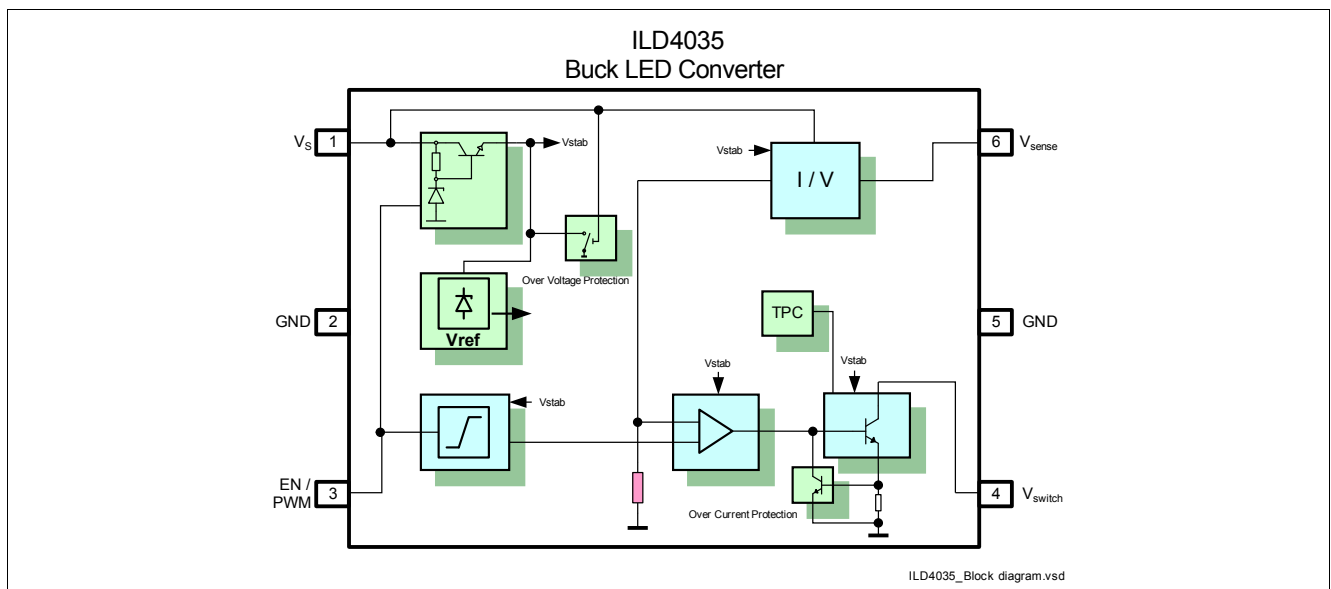 ILD4035
Buck LED Converter
VS 1
Vstab
Vstab
I / V
6 Vsense
Over Voltage Protection
GND 2
Vref
TPC
5 GND
Vstab
Vstab
Vstab
EN /
PWM 3
Over Current Protection
4 Vswitch
ILD4035_Block diagram.vsd